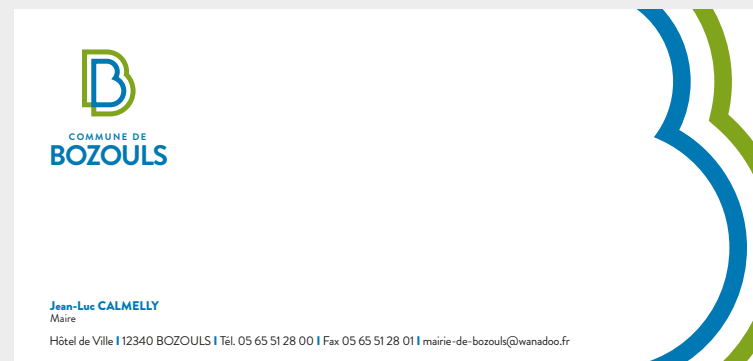 COMMUNE DE
BOZOULS
Jean-Luc CALMELLY
Maire
Hôtel de Ville I 12340 BOZOULS I Tél. 05 65 51 28 00 I Fax 05 65 51 28 01 I mairie-de-bozouls@wanadoo.fr